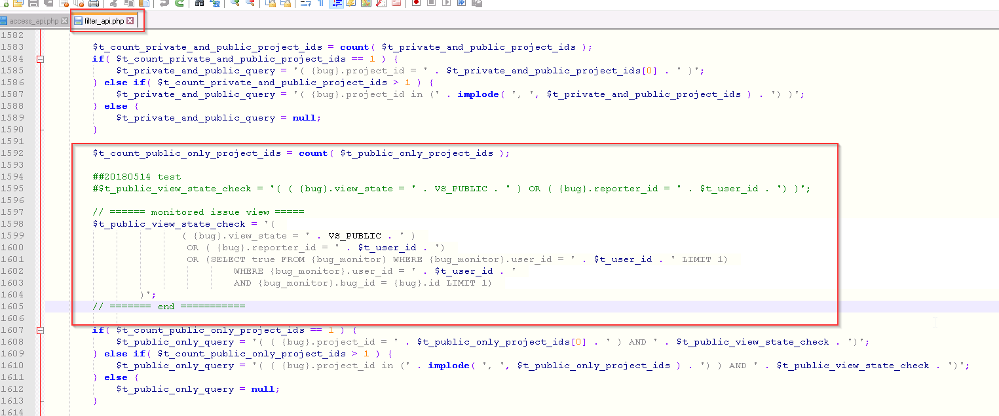 access_api.php filter_api.php
1582
1583 $t_count_private_and_public_project_ids = count( $t_private_and_public_project_ids );
1584 if( $t_count_private_and_public_project_ids == 1 ) {
1585 $t_private_and_public_query = '( {bug}.project_id = ' . $t_private_and_public_project_ids[0] . ' )';
1586 } else if( $t_count_private_and_public_project_ids > 1 ) {
1587 $t_private_and_public_query = '( {bug}.project_id in (' . implode( ', ', $t_private_and_public_project_ids ) . ') )';
1588 } else {
1589 $t_private_and_public_query = null;
1590 }
1591
1592 $t_count_public_only_project_ids = count( $t_public_only_project_ids );
1593
1594 ##20180514 test
1595 #$t_public_view_state_check = '( ( {bug}.view_state = ' . VS_PUBLIC . ' ) OR ( {bug}.reporter_id = ' . $t_user_id . ') )';
1596
1597 // ====== monitored issue view =====
1598 $t_public_view_state_check = '(
1599 ( {bug}.view_state = ' . VS_PUBLIC . ' )
1600 OR ( {bug}.reporter_id = ' . $t_user_id . ')
1601 OR (SELECT true FROM {bug_monitor} WHERE {bug_monitor}.user_id = ' . $t_user_id . ' LIMIT 1)
1602 WHERE {bug_monitor}.user_id = ' . $t_user_id . '
1603 AND {bug_monitor}.bug_id = {bug}.id LIMIT 1)
1604 )';
1605 // ======= end ===========
1606
1607 if( $t_count_public_only_project_ids == 1 ) {
1608 $t_public_only_query = '( ( {bug}.project_id = ' . $t_public_only_project_ids[0] . ' ) AND ' . $t_public_view_state_check . ')';
1609 } else if( $t_count_public_only_project_ids > 1 ) {
1610 $t_public_only_query = '( ( {bug}.project_id in (' . implode( ', ', $t_public_only_project_ids ) . ') ) AND ' . $t_public_view_state_check . ')';
1611 } else {
1612 $t_public_only_query = null;
1613 }
1614